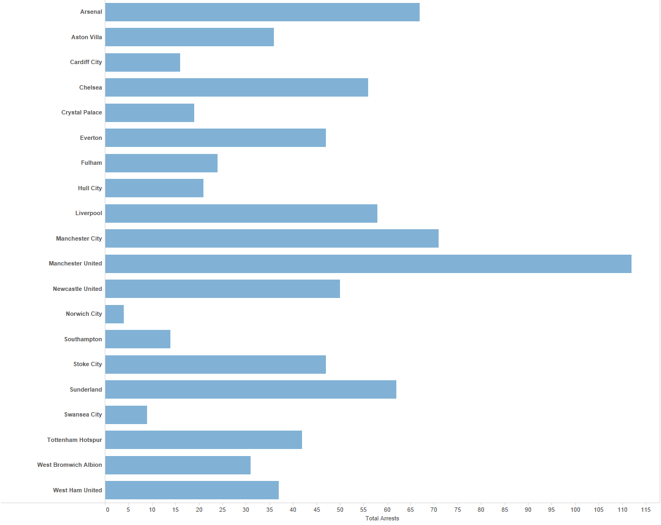 Arsenal
Aston Villa
Cardiff City
Chelsea
Crystal Palace
Everton
Fulham
Hull City
Liverpool
Manchester City
Manchester United
Newcastle United
Norwich City
Southampton
Stoke City
Sunderland
Swansea City
Tottenham Hotspur
West Bromwich Albion
West Ham United
0 5 10 15 20 25 30 35 40 45 50 55 60 65 70 75 80 85 90 95 100 105 110 115
Total Arrests